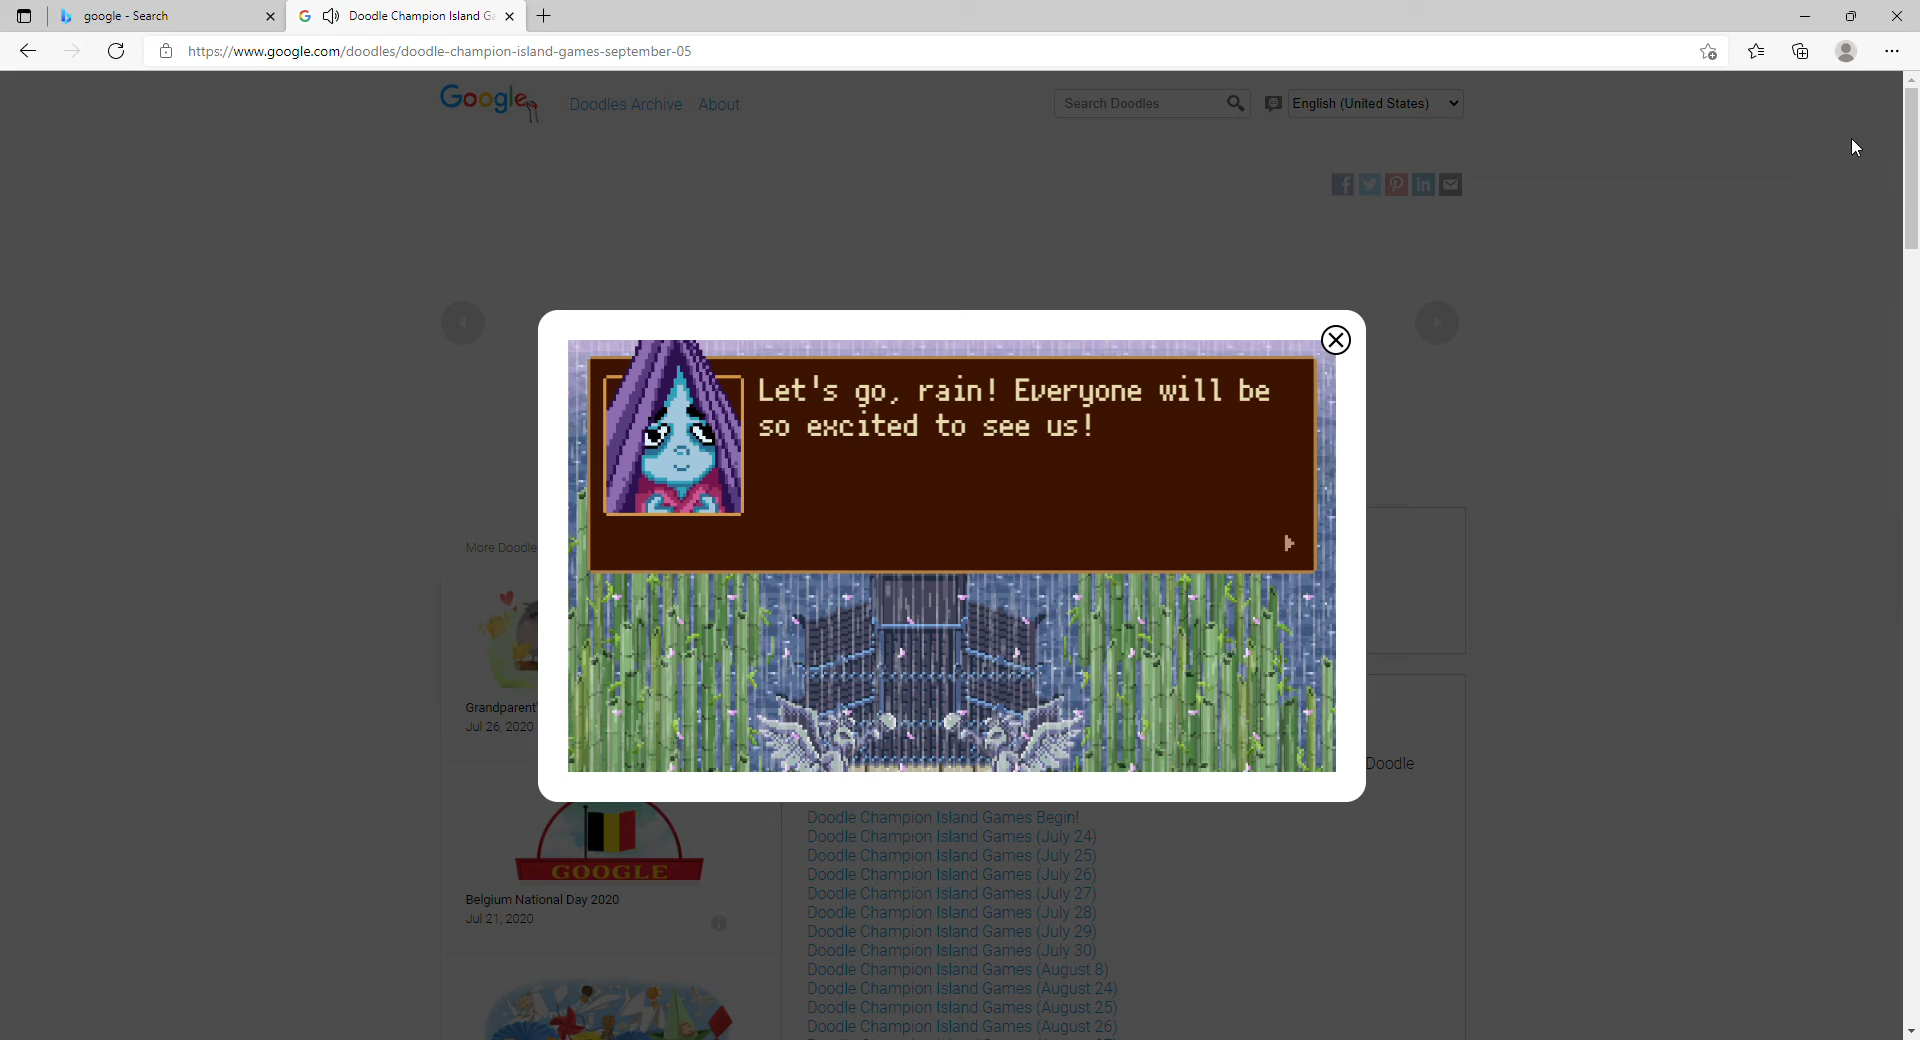 google - Search
Doodle Champion Island Ga
https://www.google.com/doodles/doodle-champion-island-games-september-05
Google
Doodles Archive
About
Search Doodles
English (United States)
Let's go, rain! Everyone will be
so excited to see us!
More Doodle
Grandparent'
Jul 26, 2020
GOOGLE
Belgium National Day 2020
Jul 21, 2020
Doodle
Doodle Champion Island Games Begin!
Doodle Champion Island Games (July 24)
Doodle Champion Island Games (July 25)
Doodle Champion Island Games (July 26)
Doodle Champion Island Games (July 27)
Doodle Champion Island Games (July 28)
Doodle Champion Island Games (July 29)
Doodle Champion Island Games (July 30)
Doodle Champion Island Games (August 8)
Doodle Champion Island Games (August 24)
Doodle Champion Island Games (August 25)
Doodle Champion Island Games (August 26)